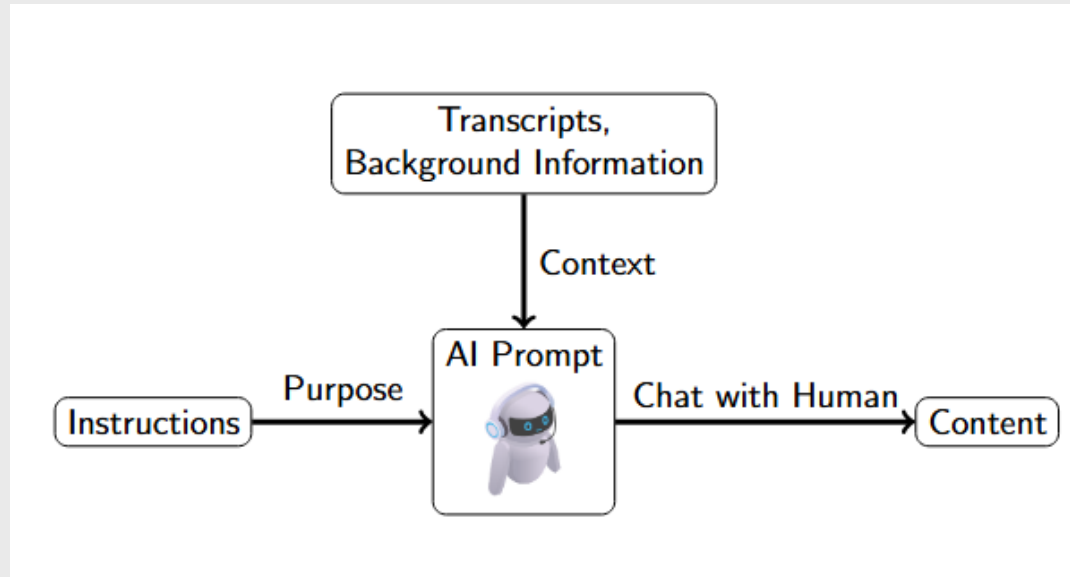 Transcripts,
Background Information
Context
AI Prompt
Purpose
Chat with Human
Instructions
Content